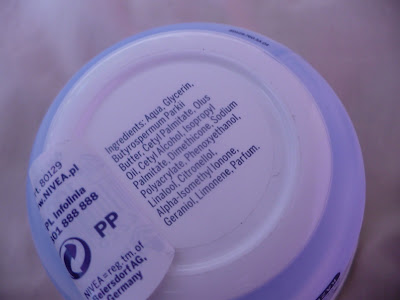 Ingredients: Aqua, Glycerin,
Butyrospermum Parkii
Butter, Cetyl Palmitate, Olus
Oil, Cetyl Alcohol, Isopropyl
Palmitate, Dimethicone, Sodium
Polyacrylate, Phenoxyethanol,
Linalool, Citronellol,
Alpha-Isomethyl Ionone,
Geraniol, Limonene, Parfum.
80129
w.NIVEA.pl
PL Infolinia
01 888 888
PP
NIVEA = reg. tm. of
Beiersdorf AG,
Germany